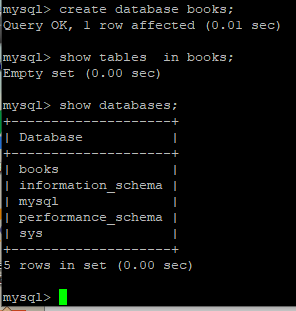 mysql> create database books;
Query OK, 1 row affected (0.01 sec)
mysql> show tables  in books;
Empty set (0.00 sec)
mysql> show databases;
+--------------------+
| Database           |
+--------------------+
| books              |
| information_schema |
| mysql              |
| performance_schema |
| sys                |
+--------------------+
5 rows in set (0.00 sec)
mysql>